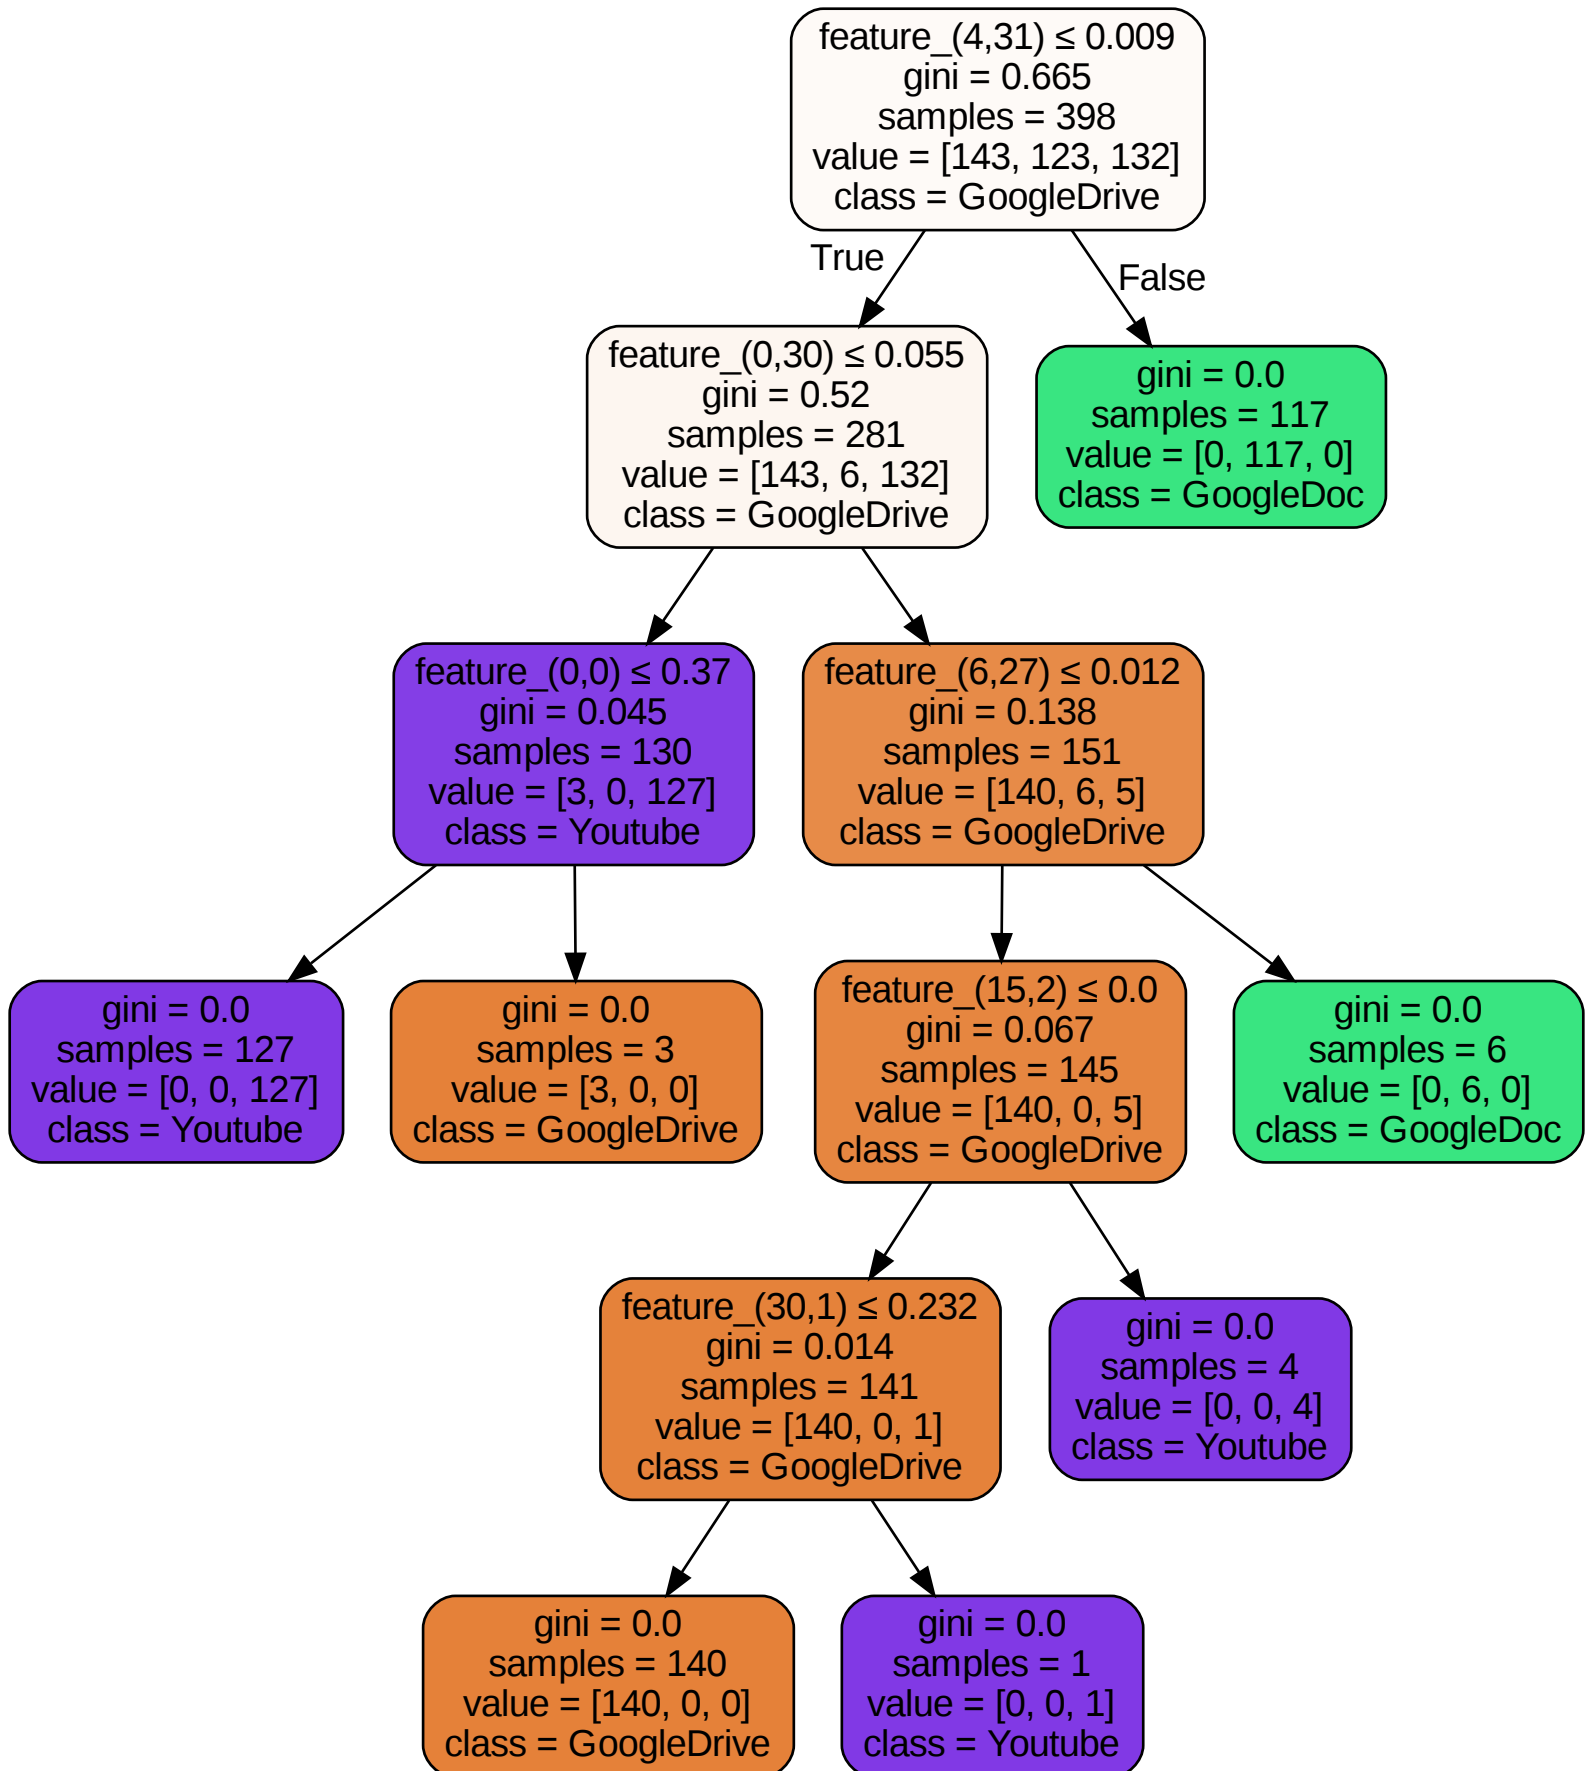 feature_(4,31) ≤ 0.009
gini = 0.665
samples = 398
value = [143, 123, 132]
class = GoogleDrive
True
False
feature_(0,30) ≤ 0.055
gini = 0.52
samples = 281
value = [143, 6, 132]
class = GoogleDrive
gini = 0.0
samples = 117
value = [0, 117, 0]
class = GoogleDoc
feature_(0,0) ≤ 0.37
gini = 0.045
samples = 130
value = [3, 0, 127]
class = Youtube
feature_(6,27) ≤ 0.012
gini = 0.138
samples = 151
value = [140, 6, 5]
class = GoogleDrive
gini = 0.0
samples = 127
value = [0, 0, 127]
class = Youtube
gini = 0.0
samples = 3
value = [3, 0, 0]
class = GoogleDrive
feature_(15,2) ≤ 0.0
gini = 0.067
samples = 145
value = [140, 0, 5]
class = GoogleDrive
gini = 0.0
samples = 6
value = [0, 6, 0]
class = GoogleDoc
feature_(30,1) ≤ 0.232
gini = 0.014
samples = 141
value = [140, 0, 1]
class = GoogleDrive
gini = 0.0
samples = 4
value = [0, 0, 4]
class = Youtube
gini = 0.0
samples = 140
value = [140, 0, 0]
class = GoogleDrive
gini = 0.0
samples = 1
value = [0, 0, 1]
class = Youtube